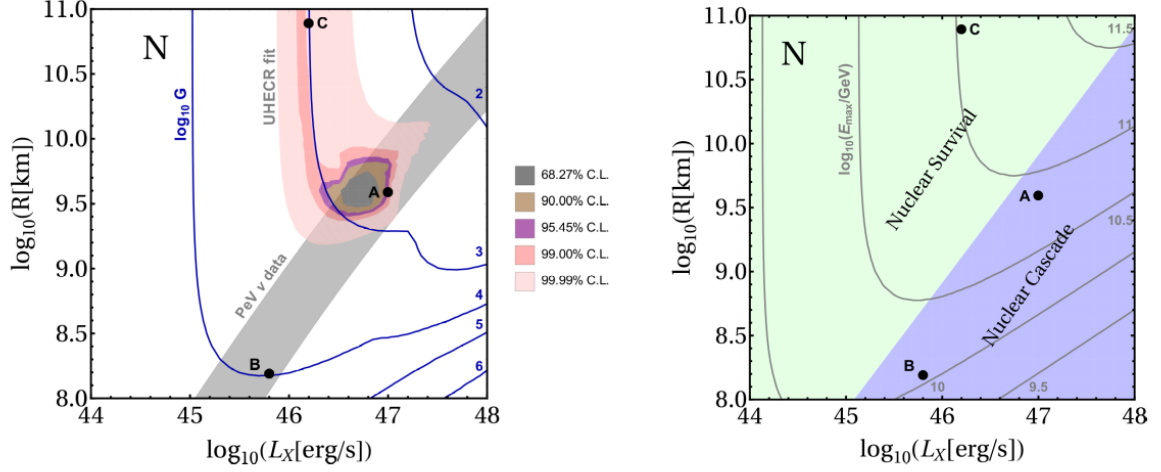 N
log₁₀ G
UHECR fit
PeV ν data
C
A
B
2
3
4
5
6
11.0
10.5
10.0
9.5
9.0
8.5
8.0
44
45
46
47
48
log₁₀(R[km])
log₁₀(L_X[erg/s])
68.27% C.L.
90.00% C.L.
95.45% C.L.
99.00% C.L.
99.99% C.L.
N
log₁₀(E_max/GeV)
Nuclear Survival
Nuclear Cascade
C
A
B
11.5
11
10.5
10
9.5
11.0
10.5
10.0
9.5
9.0
8.5
8.0
44
45
46
47
48
log₁₀(R[km])
log₁₀(L_X[erg/s])